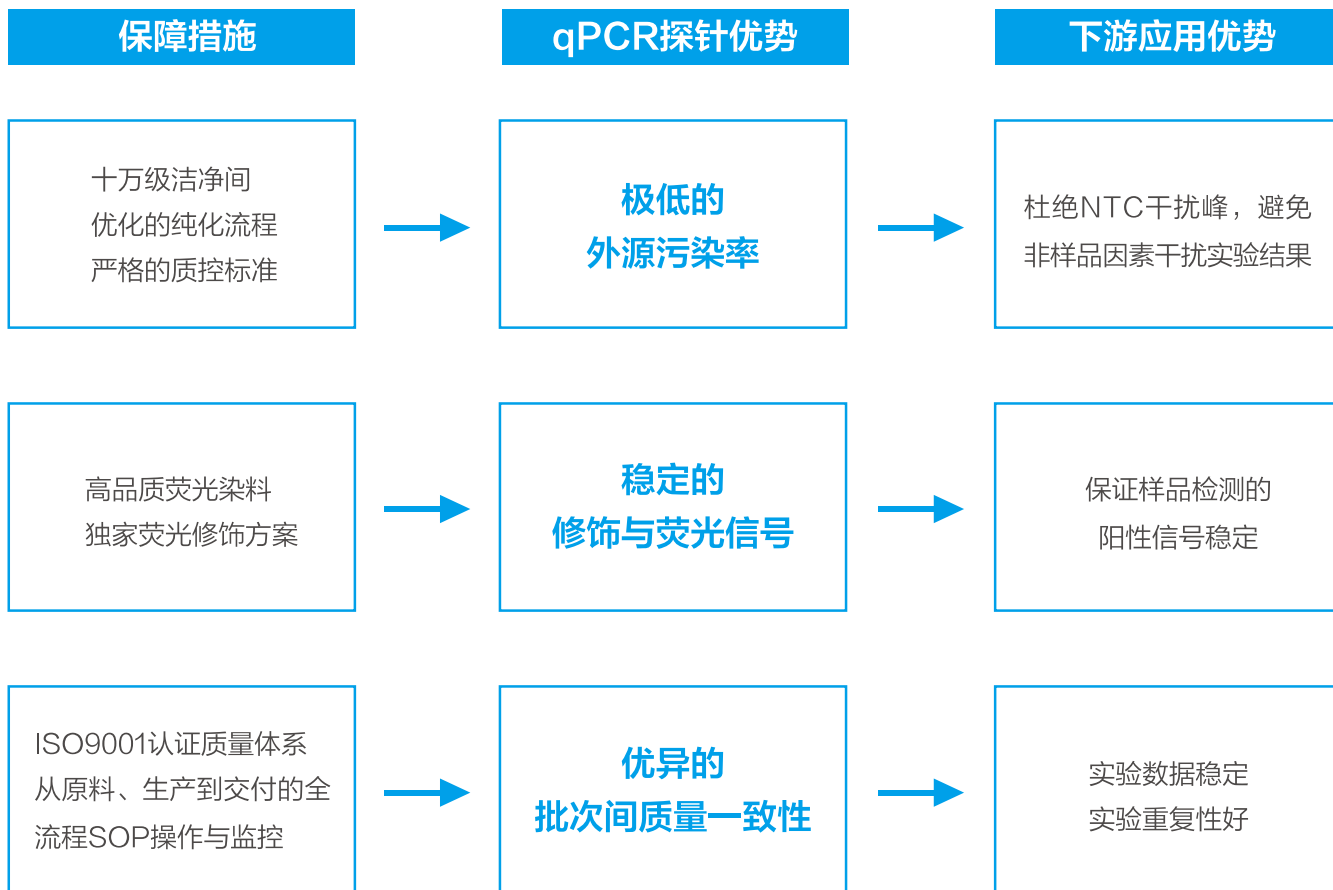 保障措施
qPCR探针优势
下游应用优势
十万级洁净间
优化的纯化流程
严格的质控标准
极低的
外源污染率
杜绝NTC干扰峰，避免
非样品因素干扰实验结果
高品质荧光染料
独家荧光修饰方案
稳定的
修饰与荧光信号
保证样品检测的
阳性信号稳定
ISO9001认证质量体系
从原料、生产到交付的全
流程SOP操作与监控
优异的
批次间质量一致性
实验数据稳定
实验重复性好